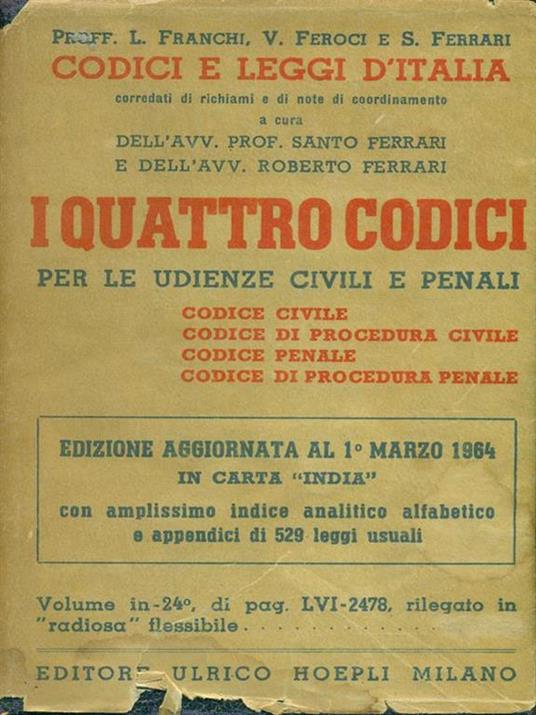 PROFF. L. FRANCHI, V. FEROCI E S. FERRARI
CODICI E LEGGI D'ITALIA
corredati di richiami e di note di coordinamento
a cura
DELL'AVV. PROF. SANTO FERRARI
E DELL'AVV. ROBERTO FERRARI
I QUATTRO CODICI
PER LE UDIENZE CIVILI E PENALI
CODICE CIVILE
CODICE DI PROCEDURA CIVILE
CODICE PENALE
CODICE DI PROCEDURA PENALE
EDIZIONE AGGIORNATA AL 1º MARZO 1964
IN CARTA "INDIA"
con amplissimo indice analitico alfabetico
e appendici di 529 leggi usuali
Volume in-24º, di pag. LVI-2478, rilegato in
"radiosa" flessibile . . . . . . . . . . .
EDITORE ULRICO HOEPLI MILANO